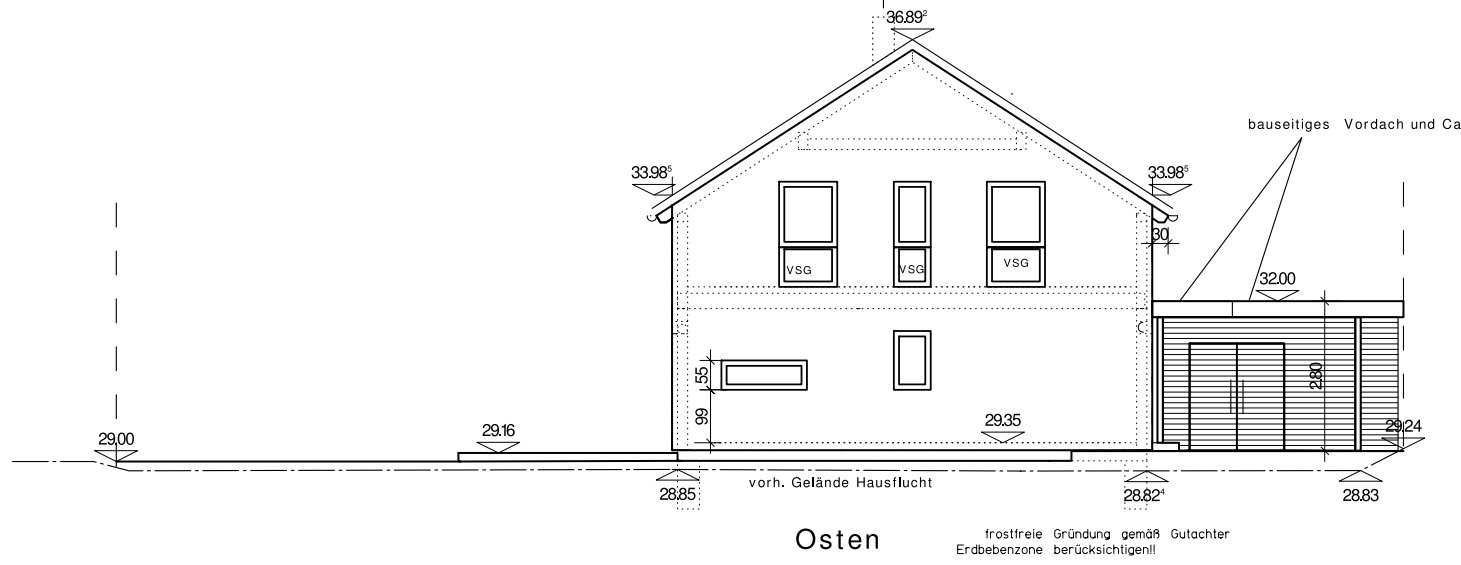 36.89²
bauseitiges Vordach und Ca
33.98⁵
33.98⁵
30
VSG
VSG
VSG
32.00
55
2.80
99
29.00
29.16
29.35
29.24
28.85
vorh. Gelände Hausflucht
28.82⁴
28.83
Osten
frostfreie Gründung gemäß Gutachter
Erdbebenzone berücksichtigen!!